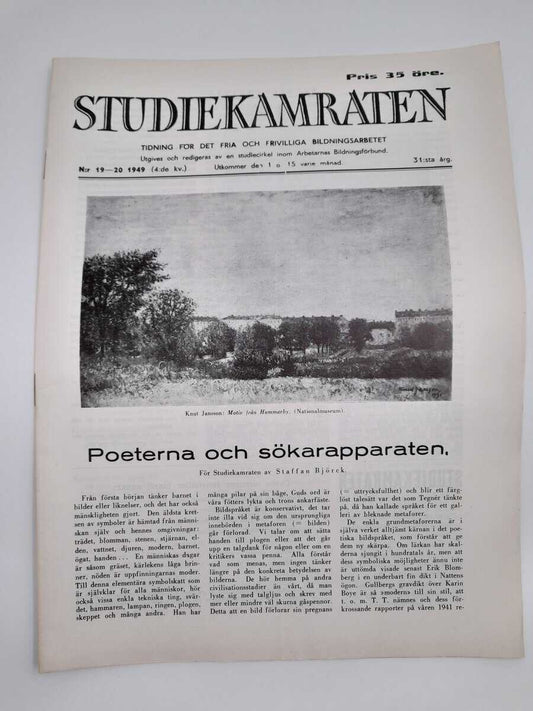 Pris 35 öre.
STUDIEKAMRATEN
TIDNING FÖR DET FRIA OCH FRIVILLIGA BILDNINGSARBETET
Utgives och redigeras av en studiecirkel inom Arbetarnas Bildningsförbund.
N:r 19—20 1949 (4:de kv.) Utkommer den 1 o. 15 varje månad. 31:sta årg.
Knut Janson: Motiv från Hammarby. (Nationalmuseum).
Poeterna och sökarapparaten.
För Studiekamraten av Staffan Björck.
Från första början tänker barnet i
bilder eller liknelser, och det har också
mänskligheten gjort. Den äldsta kret-
sen av symboler är hämtad från männi-
skan själv och hennes omgivningar:
trädet, blomman, stenen, stjärnan, el-
den, vattnet, djuren, modern, barnet,
ögat, handen . . . En människas dagar
är såsom gräset, kärlekens låga brin-
ner, nöden är uppfinningarnas moder.
Till denna elementära symbolskatt som
är självklar för alla människor, hör
också vissa enkla tekniska ting, svär-
det, hammaren, lampan, ringen, plogen,
skeppet och många andra. Han har
många pilar på sin båge, Guds ord är
våra fötters lykta och trons ankarfäste.
Bildspråket är konservativt, det tar
inte illa vid sig om den ursprungliga
innebörden i metaforen (= bilden)
går förlorad. Vi talar om att sätta
handen till plogen eller att det går
upp en talgdank för någon eller om en
kritikers vassa penna. Alla förstår
vad som menas, men ingen tänker
längre på den konkreta betydelsen av
bilderna. De hör hemma på andra
civilisationsstadier än vårt, då man
lyste sig med talgljus och skrev med
mer eller mindre väl skurna gåspennor.
Detta att en bild förlorar sin pregnans
(= uttrycksfullhet) och blir ett färg-
löst talesätt var det som Tegnér tänkte
på, då han kallade språket för ett gal-
leri av bleknade metaforer.
De enkla grundmetaforerna är i
själva verket alltjämt kärnan i det poe-
tiska bildspråket, som förstår att ge
dem ny skärpa. Om läckan har skal-
derna sjungit i hundratals år, men att
dess symboliska möjligheter ännu inte
är uttömda visade senast Erik Blom-
berg i en underbart fin dikt i Nattens
ögon. Gullbergs gravdikt över Karin
Boye är så »modern» till sin stil, att
t. o. m. T. T. nämnes och dess för-
krossande rapporter på våren 1941 re-